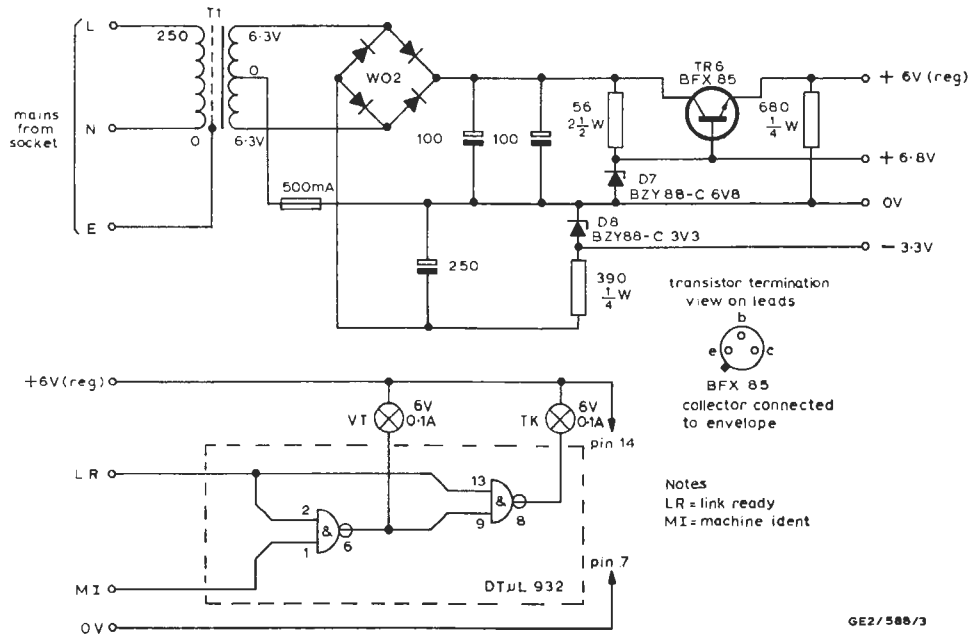 T1
L
250
6·3V
0
WO2
TR6
BFX 85
+ 6V (reg)
mains
from
socket
N
0
6·3V
100
100
56
2½W
680
¼W
+ 6·8V
500mA
D7
BZY88-C 6V8
0V
E
D8
BZY88-C 3V3
- 3·3V
250
390
¼W
transistor termination
view on leads
b
e
c
BFX 85
collector connected
to envelope
+6V(reg)
VT
6V
0·1A
TK
6V
0·1A
pin 14
LR
13
&
9
8
2
&
1
6
Notes
LR = link ready
MI = machine ident
MI
pin 7
DTµL 932
0V
GE2/588/3